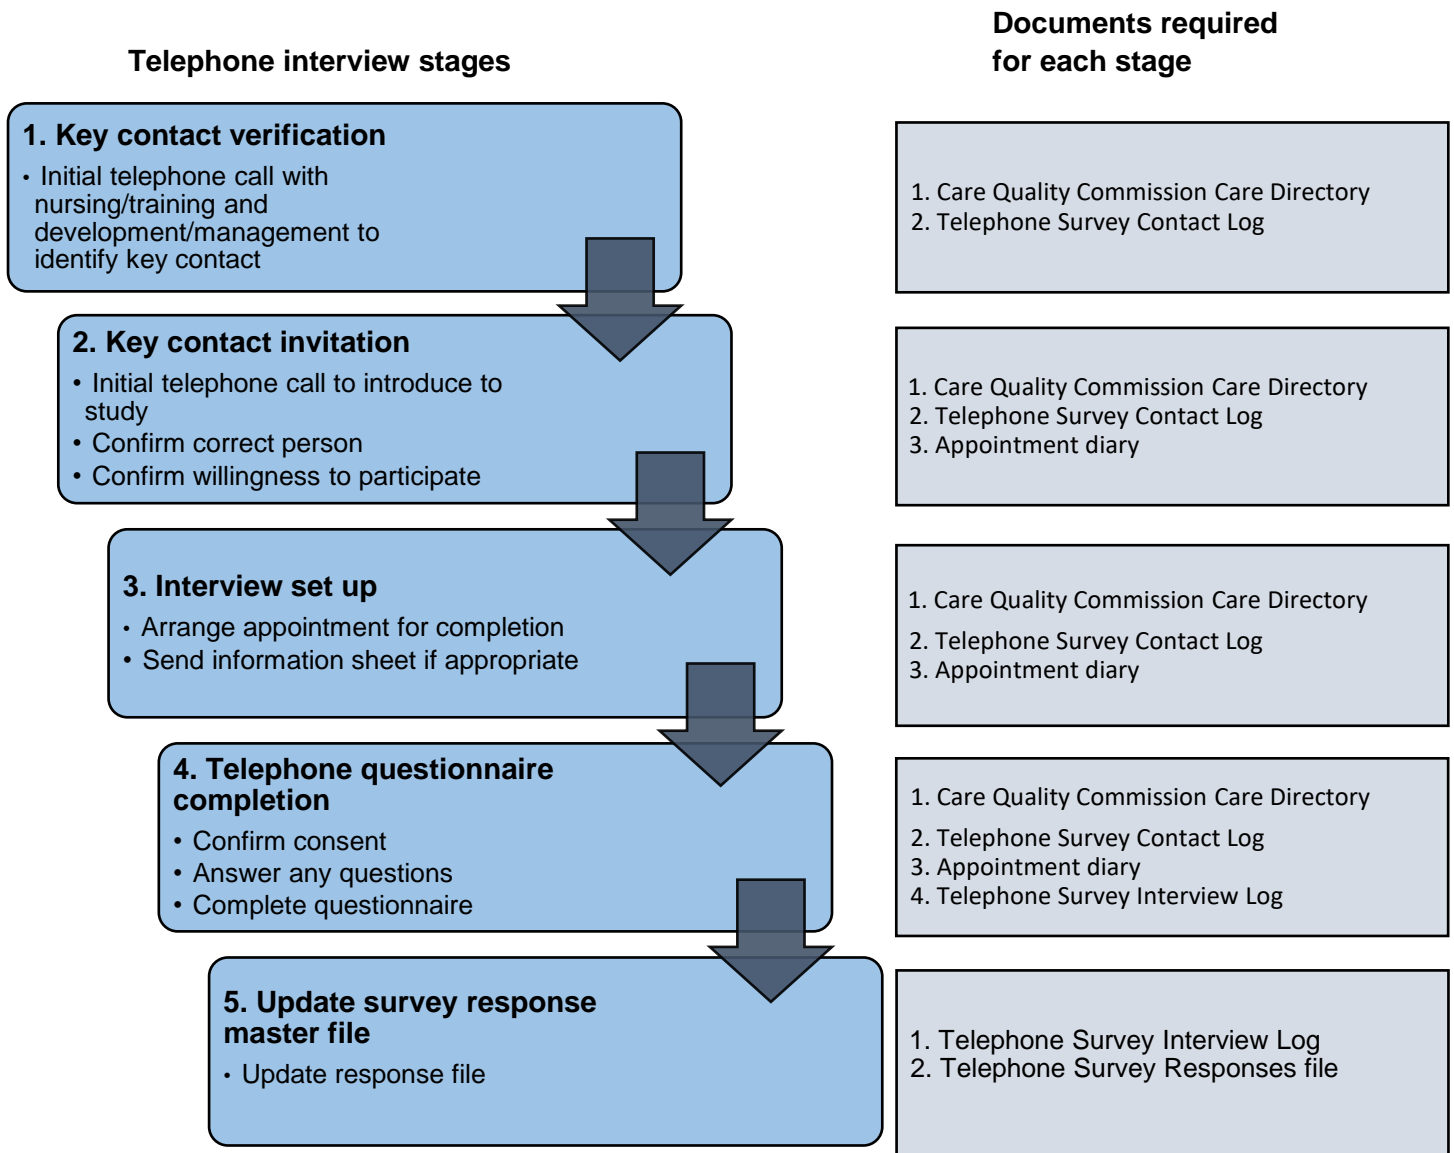 Telephone interview stages
Documents required
for each stage
1. Key contact verification
• Initial telephone call with
nursing/training and
development/management to
identify key contact
1. Care Quality Commission Care Directory
2. Telephone Survey Contact Log
2. Key contact invitation
• Initial telephone call to introduce to
study
• Confirm correct person
• Confirm willingness to participate
1. Care Quality Commission Care Directory
2. Telephone Survey Contact Log
3. Appointment diary
3. Interview set up
• Arrange appointment for completion
• Send information sheet if appropriate
1. Care Quality Commission Care Directory
2. Telephone Survey Contact Log
3. Appointment diary
4. Telephone questionnaire
completion
• Confirm consent
• Answer any questions
• Complete questionnaire
1. Care Quality Commission Care Directory
2. Telephone Survey Contact Log
3. Appointment diary
4. Telephone Survey Interview Log
5. Update survey response
master file
• Update response file
1. Telephone Survey Interview Log
2. Telephone Survey Responses file